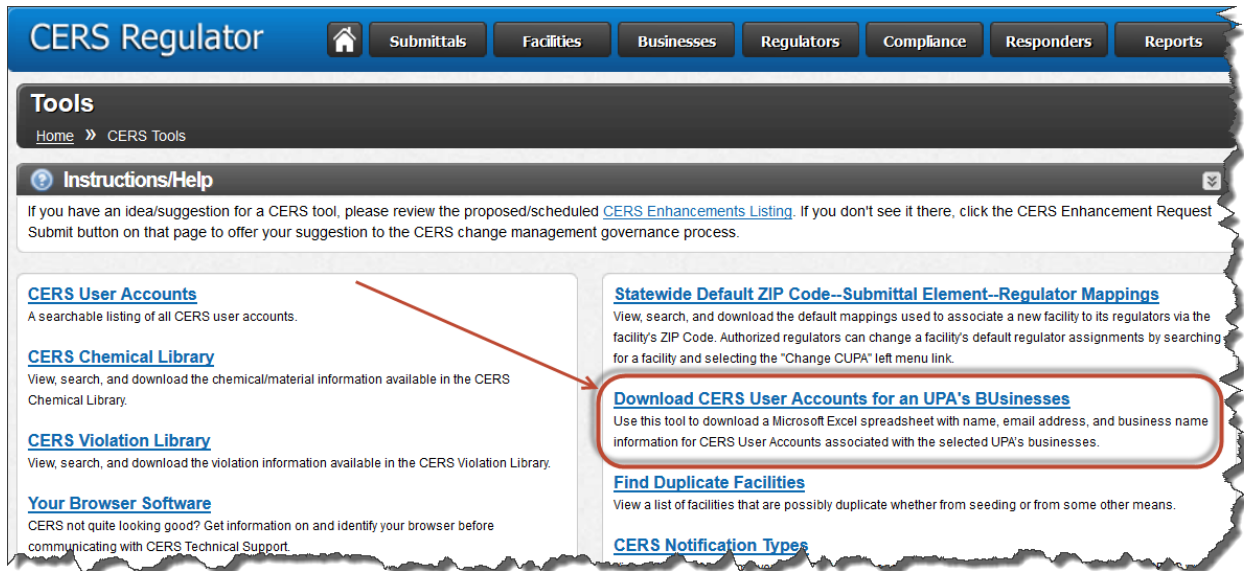 CERS Regulator
Submittals
Facilities
Businesses
Regulators
Compliance
Responders
Reports
Tools
Home » CERS Tools
Instructions/Help
If you have an idea/suggestion for a CERS tool, please review the proposed/scheduled CERS Enhancements Listing. If you don't see it there, click the CERS Enhancement Request
Submit button on that page to offer your suggestion to the CERS change management governance process.
CERS User Accounts
A searchable listing of all CERS user accounts.
CERS Chemical Library
View, search, and download the chemical/material information available in the CERS
Chemical Library.
CERS Violation Library
View, search, and download the violation information available in the CERS Violation Library.
Your Browser Software
CERS not quite looking good? Get information on and identify your browser before
communicating with CERS Technical Support.
Statewide Default ZIP Code--Submittal Element--Regulator Mappings
View, search, and download the default mappings used to associate a new facility to its regulators via the
facility's ZIP Code. Authorized regulators can change a facility's default regulator assignments by searching
for a facility and selecting the "Change CUPA" left menu link.
Download CERS User Accounts for an UPA's BUsinesses
Use this tool to download a Microsoft Excel spreadsheet with name, email address, and business name
information for CERS User Accounts associated with the selected UPA's businesses.
Find Duplicate Facilities
View a list of facilities that are possibly duplicate whether from seeding or from some other means.
CERS Notification Types